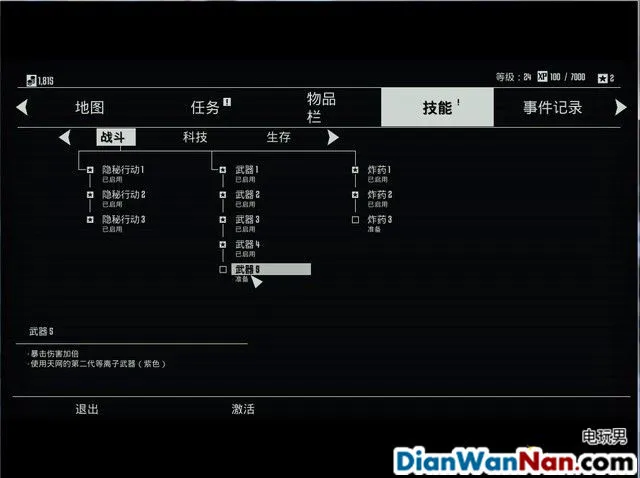 1,815
等级：24 XP 100 / 7000 2
地图 任务 ! 物品栏 技能 ! 事件记录
战斗 科技 生存
隐秘行动1 武器1 炸药1
已启用 已启用 已启用
隐秘行动2 武器2 炸药2
已启用 已启用 已启用
隐秘行动3 武器3 炸药3
已启用 已启用 准备
武器4
已启用
武器5
准备
武器5
·暴击伤害加倍
·使用天网的第二代等离子武器（紫色）
退出 激活
电玩男
DianWanNan.com